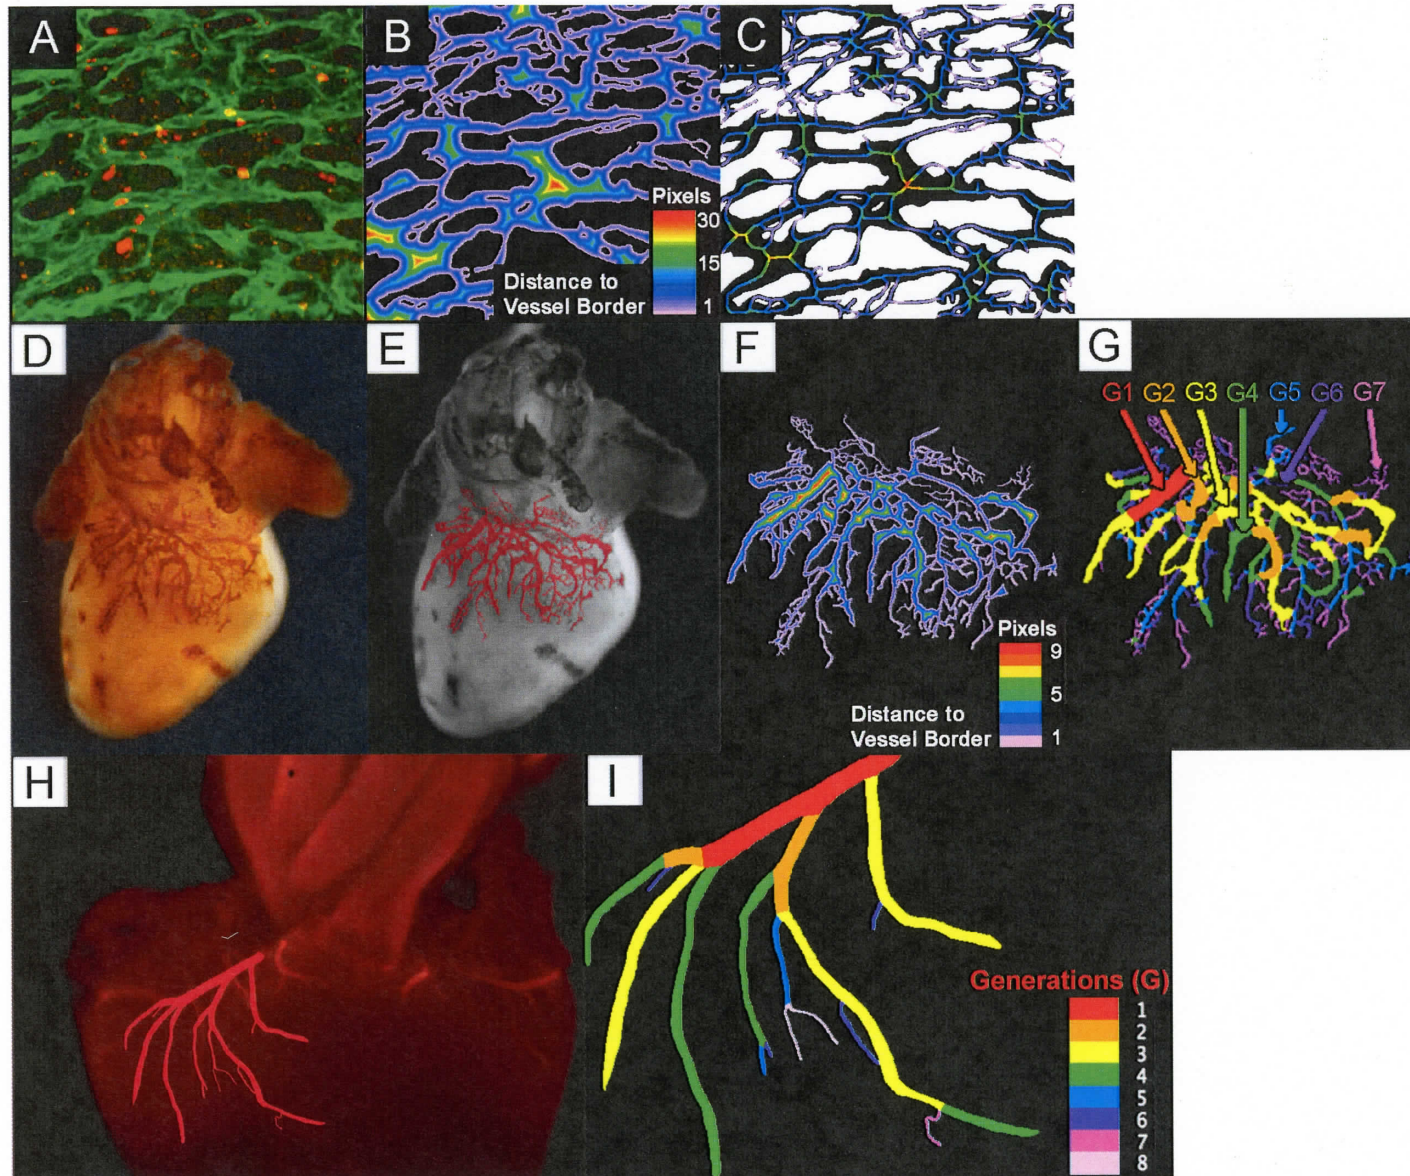 A
B
C
Pixels
30
15
1
Distance to
Vessel Border
D
E
F
G
G1 G2 G3 G4 G5 G6 G7
Pixels
9
5
1
Distance to
Vessel Border
H
I
Generations (G)
1
2
3
4
5
6
7
8